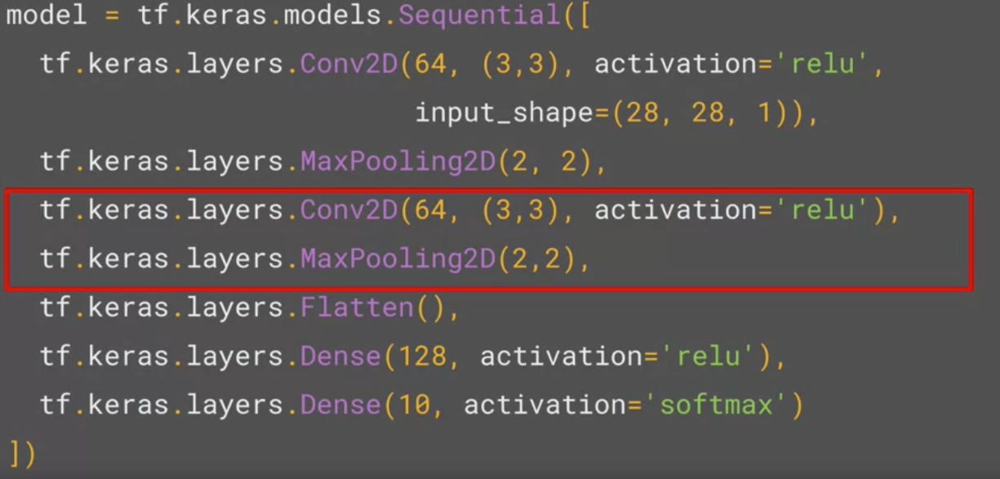 model = tf.keras.models.Sequential([
  tf.keras.layers.Conv2D(64, (3,3), activation='relu',
                         input_shape=(28, 28, 1)),
  tf.keras.layers.MaxPooling2D(2, 2),
  tf.keras.layers.Conv2D(64, (3,3), activation='relu'),
  tf.keras.layers.MaxPooling2D(2,2),
  tf.keras.layers.Flatten(),
  tf.keras.layers.Dense(128, activation='relu'),
  tf.keras.layers.Dense(10, activation='softmax')
])